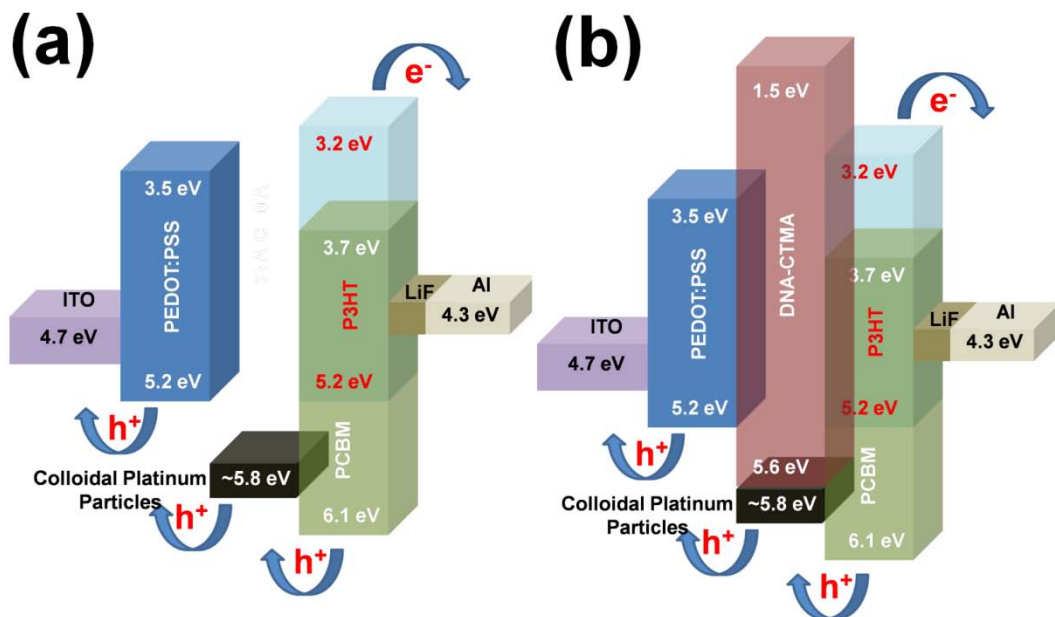 (a)
e-
3.2 eV
3.5 eV
PEDOT:PSS
3.7 eV
P3HT
ITO
4.7 eV
LiF
Al
4.3 eV
5.2 eV
5.2 eV
h+
PCBM
Colloidal Platinum
Particles
~5.8 eV
6.1 eV
h+
h+
(b)
1.5 eV
e-
3.2 eV
3.5 eV
PEDOT:PSS
DNA-CTMA
3.7 eV
P3HT
ITO
4.7 eV
LiF
Al
4.3 eV
5.2 eV
5.2 eV
h+
5.6 eV
PCBM
Colloidal Platinum
Particles
~5.8 eV
6.1 eV
h+
h+